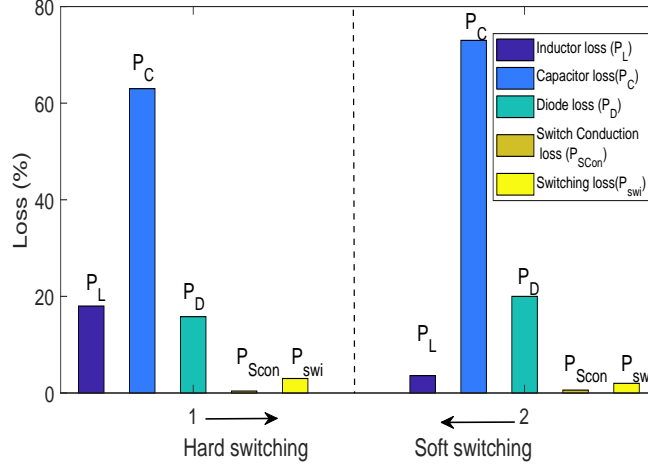 80
60
40
20
0
Loss (%)
P_L
P_C
P_D
P_Scon
P_swi
P_L
P_C
P_D
P_Scon
P_sw
Inductor loss (P_L)
Capacitor loss(P_C)
Diode loss (P_D)
Switch Conduction
loss (P_SCon)
Switching loss(P_swi)
1
2
Hard switching
Soft switching